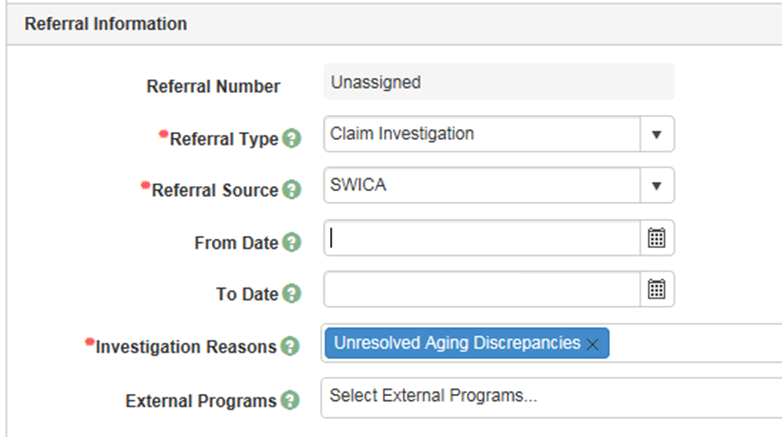 Referral Information
Referral Number Unassigned
*Referral Type ? Claim Investigation
*Referral Source ? SWICA
From Date ?
To Date ?
*Investigation Reasons ? Unresolved Aging Discrepancies ×
External Programs ? Select External Programs...